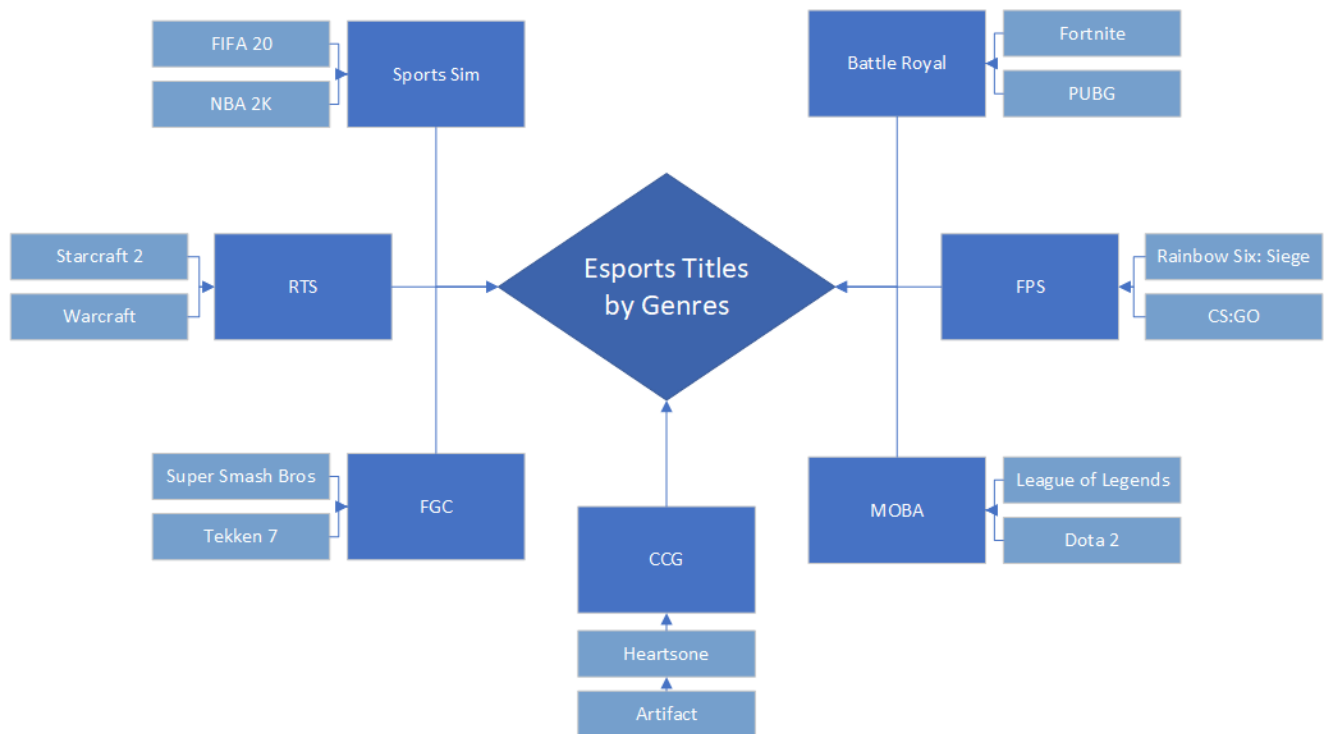 FIFA 20
NBA 2K
Sports Sim
Battle Royal
Fortnite
PUBG
Starcraft 2
Warcraft
RTS
Esports Titles
by Genres
FPS
Rainbow Six: Siege
CS:GO
Super Smash Bros
Tekken 7
FGC
CCG
Heartsone
Artifact
MOBA
League of Legends
Dota 2